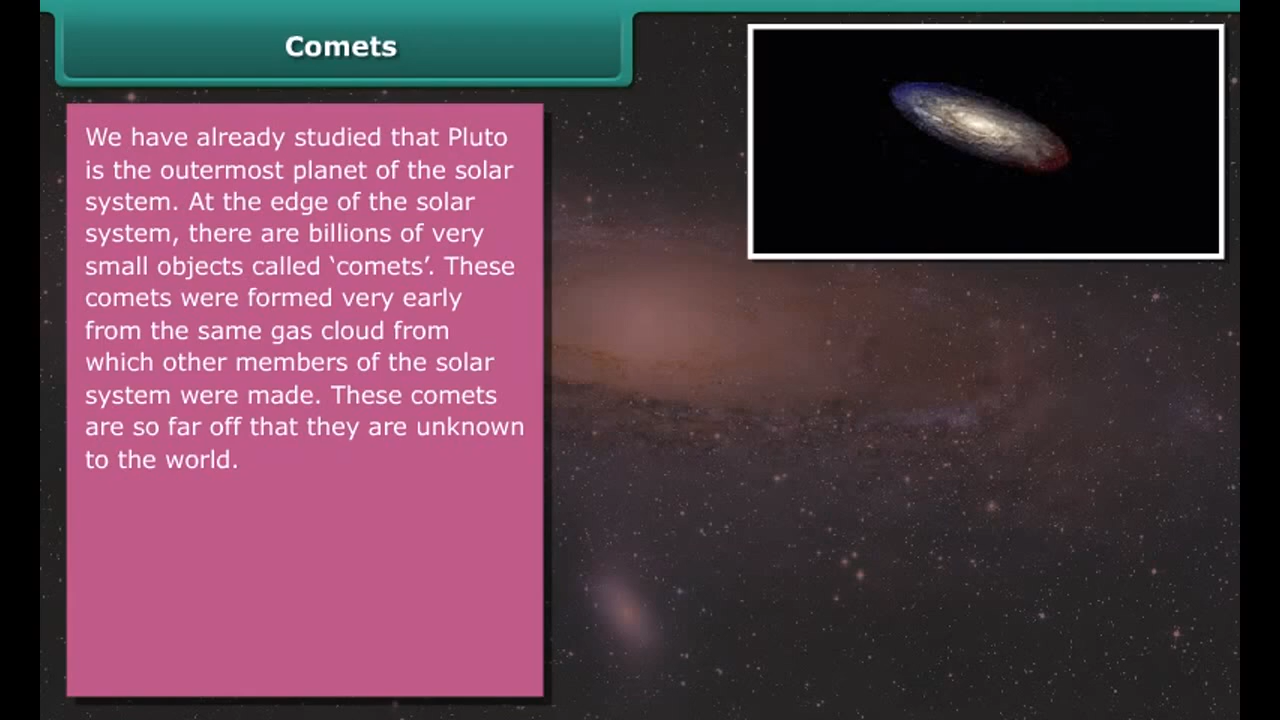 Comets
We have already studied that Pluto
is the outermost planet of the solar
system. At the edge of the solar
system, there are billions of very
small objects called ‘comets’. These
comets were formed very early
from the same gas cloud from
which other members of the solar
system were made. These comets
are so far off that they are unknown
to the world.